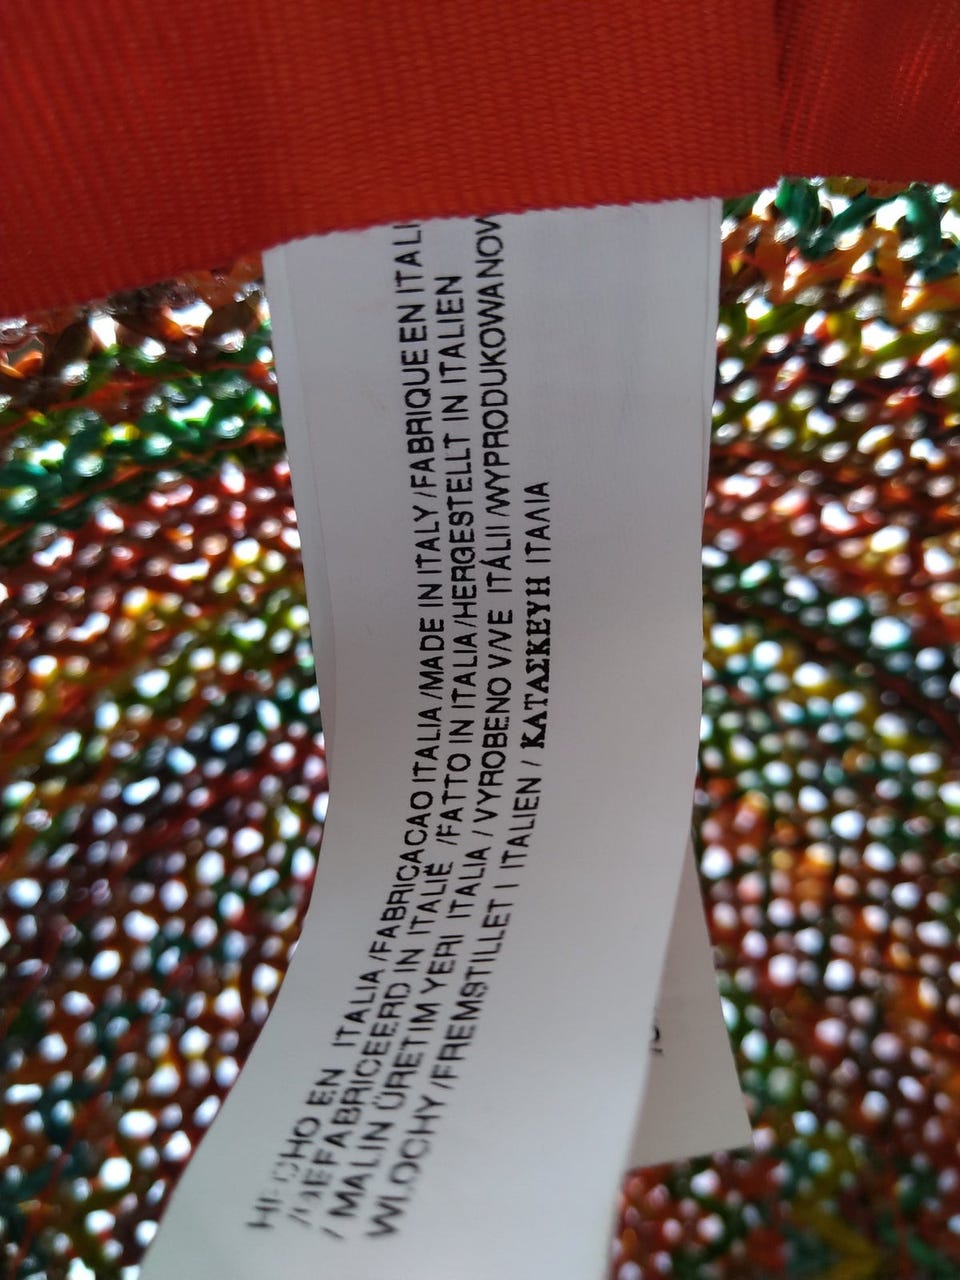 HECHO EN ITALIA /FABRICACAO ITALIA /MADE IN ITALY /FABRIQUE EN ITALI
/GEFABRICEERD IN ITALIË /FATTO IN ITALIA /HERGESTELLT IN ITALIEN
/ MALIN ÜRETIM YERI ITALIA / VYROBENO V/VE ITÁLII /WYPRODUKOWANOV
WLOCHY /FREMSTILLET I ITALIEN / ΚΑΤΑΣΚΕΥΗ ΙΤΑΛΙΑ